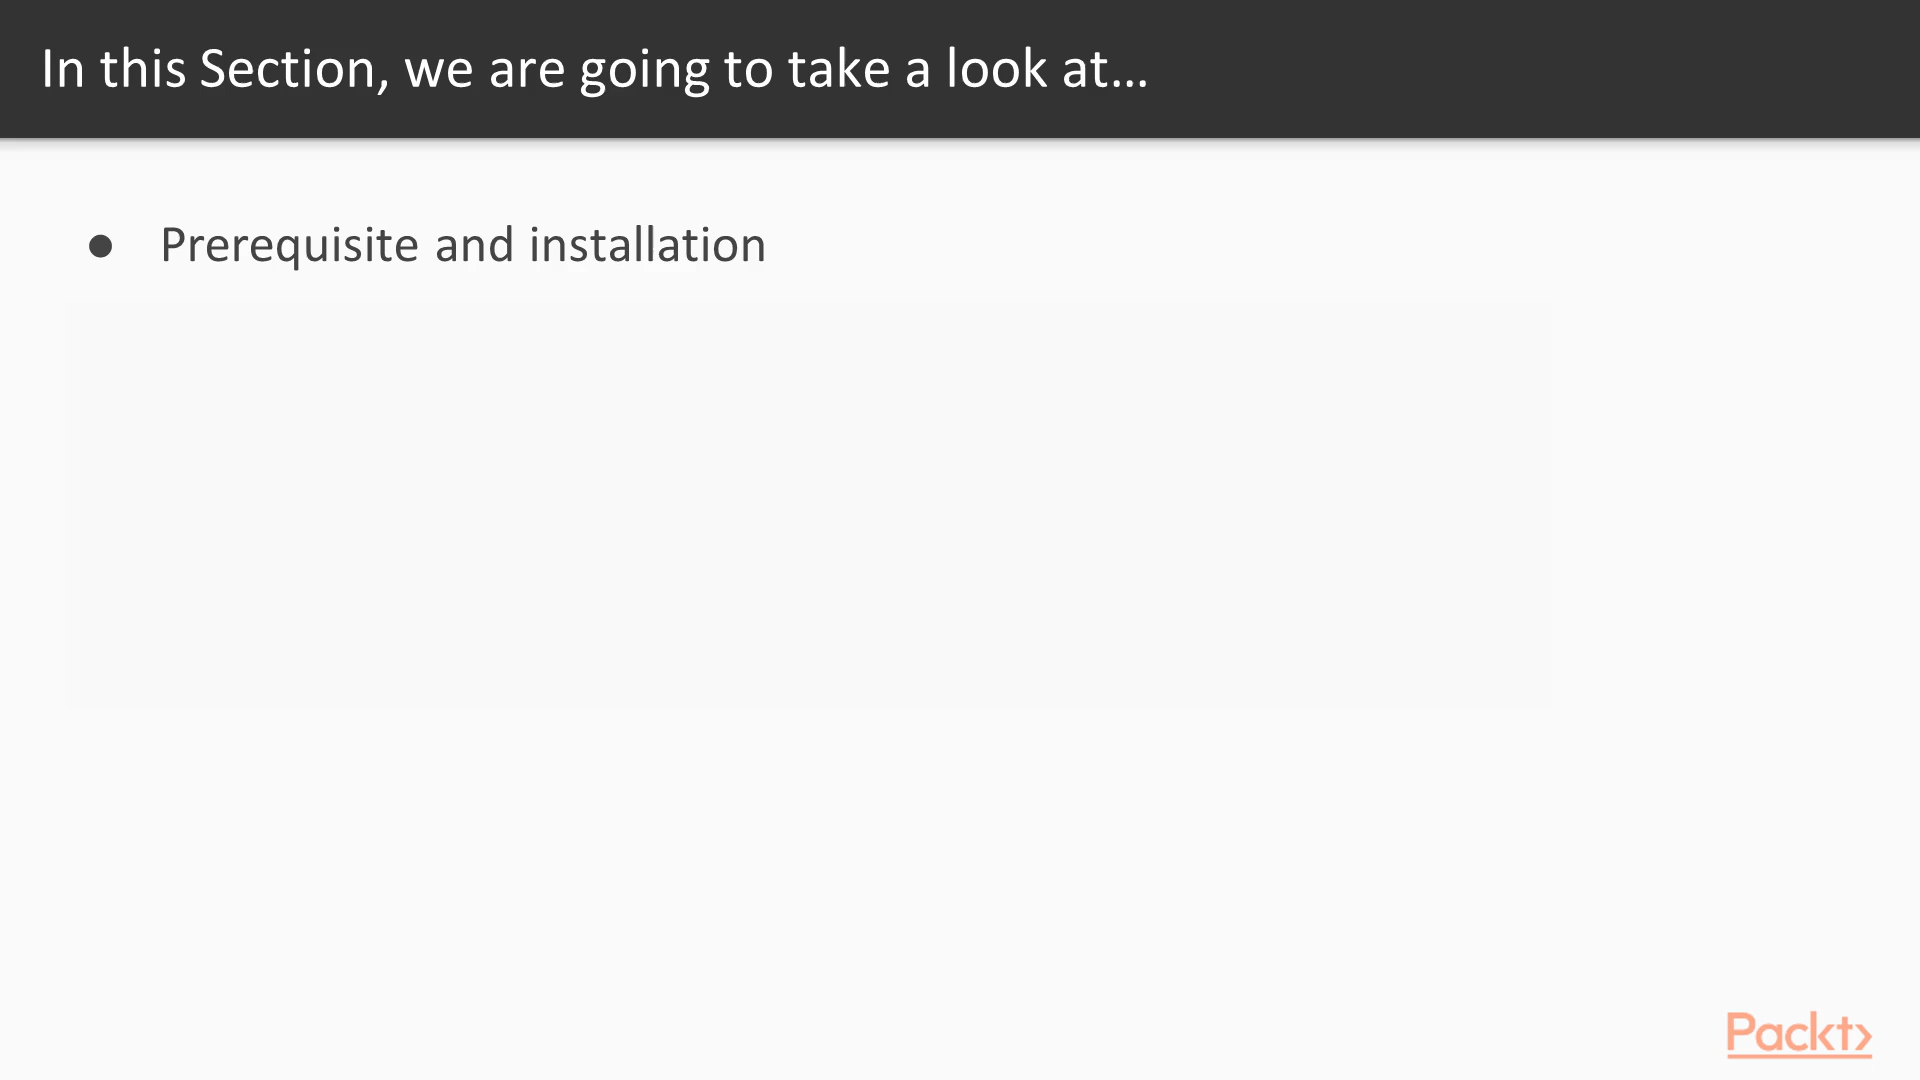 In this Section, we are going to take a look at...
● Prerequisite and installation
Packt>